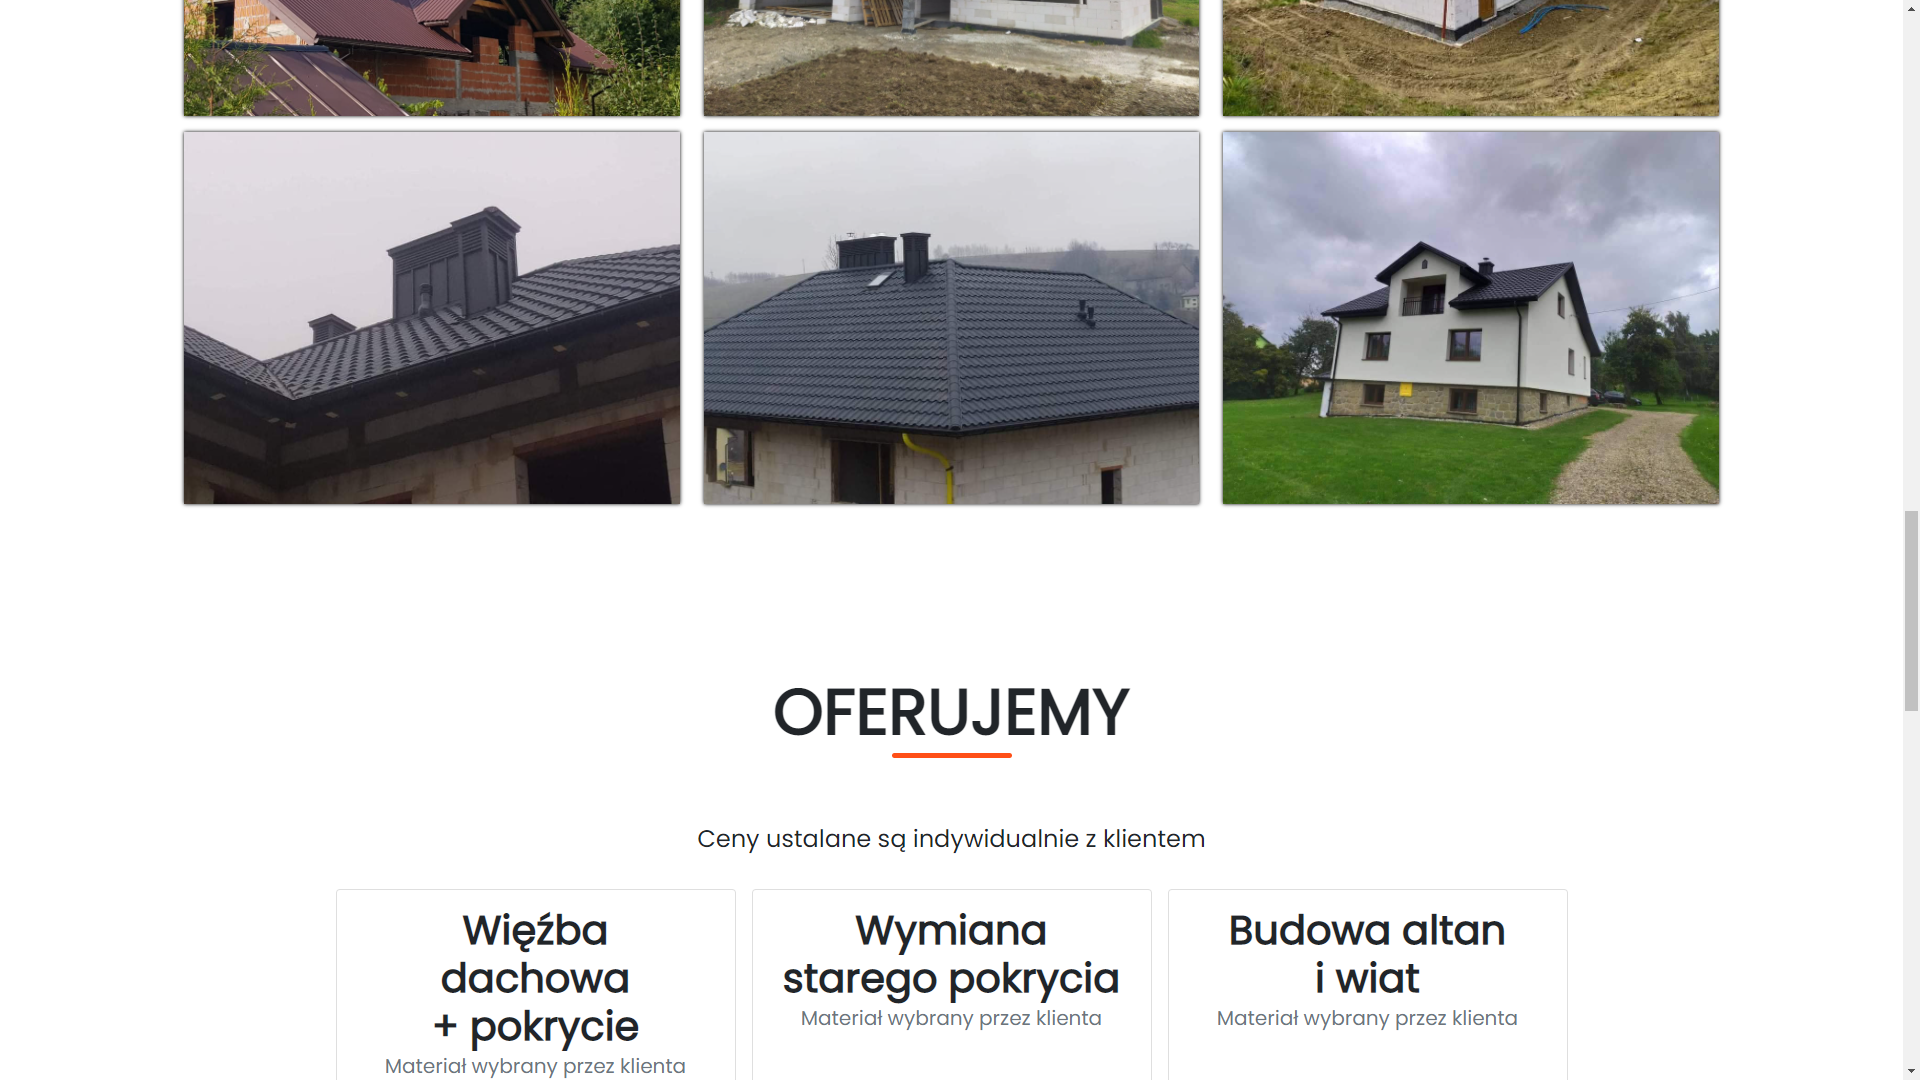 OFERUJEMY
Ceny ustalane są indywidualnie z klientem
Więźba
dachowa
+ pokrycie
Materiał wybrany przez klienta
Wymiana
starego pokrycia
Materiał wybrany przez klienta
Budowa altan
i wiat
Materiał wybrany przez klienta